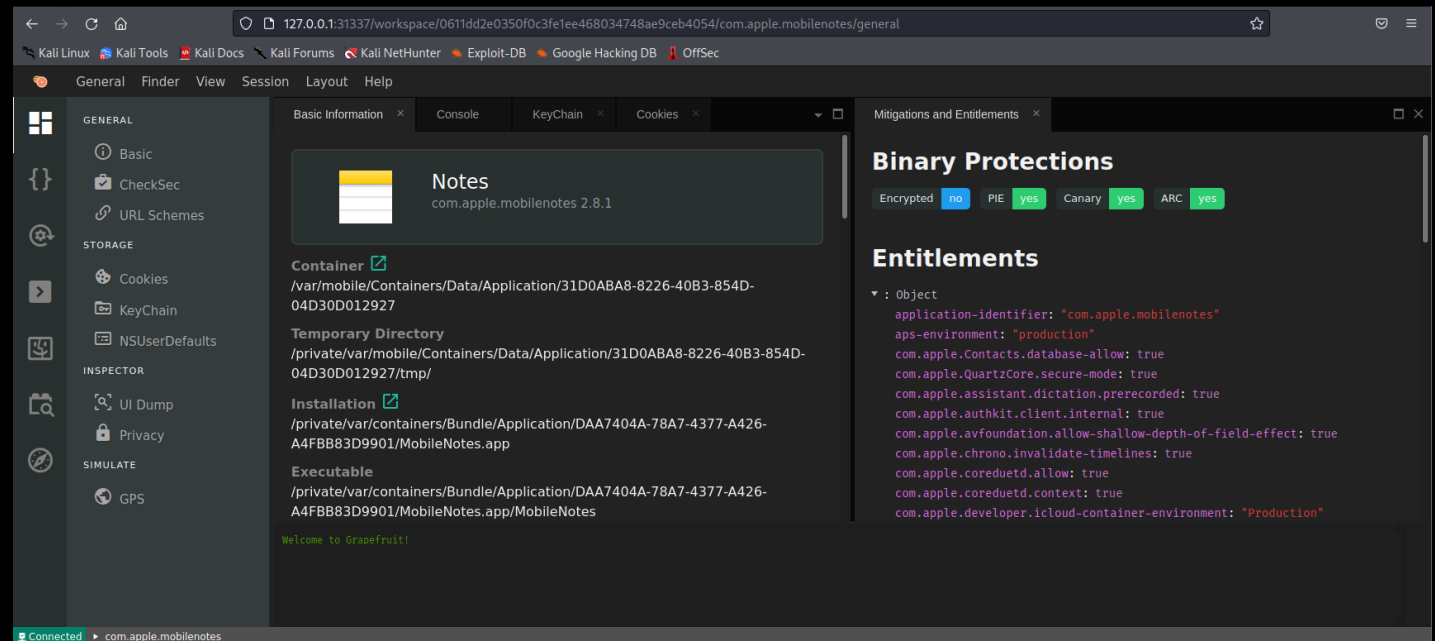 127.0.0.1:31337/workspace/0611dd2e0350f0c3fe1ee468034748ae9ceb4054/com.apple.mobilenotes/general
Kali Linux Kali Tools Kali Docs Kali Forums Kali NetHunter Exploit-DB Google Hacking DB OffSec
General Finder View Session Layout Help
GENERAL
Basic
CheckSec
URL Schemes
STORAGE
Cookies
KeyChain
NSUserDefaults
INSPECTOR
UI Dump
Privacy
SIMULATE
GPS
Basic Information Console KeyChain Cookies
Notes
com.apple.mobilenotes 2.8.1
Container
/var/mobile/Containers/Data/Application/31D0ABA8-8226-40B3-854D-
04D30D012927
Temporary Directory
/private/var/mobile/Containers/Data/Application/31D0ABA8-8226-40B3-854D-
04D30D012927/tmp/
Installation
/private/var/containers/Bundle/Application/DAA7404A-78A7-4377-A426-
A4FBB83D9901/MobileNotes.app
Executable
/private/var/containers/Bundle/Application/DAA7404A-78A7-4377-A426-
A4FBB83D9901/MobileNotes.app/MobileNotes
Mitigations and Entitlements
Binary Protections
Encrypted no PIE yes Canary yes ARC yes
Entitlements
: Object
application-identifier: "com.apple.mobilenotes"
aps-environment: "production"
com.apple.Contacts.database-allow: true
com.apple.QuartzCore.secure-mode: true
com.apple.assistant.dictation.prerecorded: true
com.apple.authkit.client.internal: true
com.apple.avfoundation.allow-shallow-depth-of-field-effect: true
com.apple.chrono.invalidate-timelines: true
com.apple.coreduetd.allow: true
com.apple.coreduetd.context: true
com.apple.developer.icloud-container-environment: "Production"
Welcome to Grapefruit!
Connected com.apple.mobilenotes